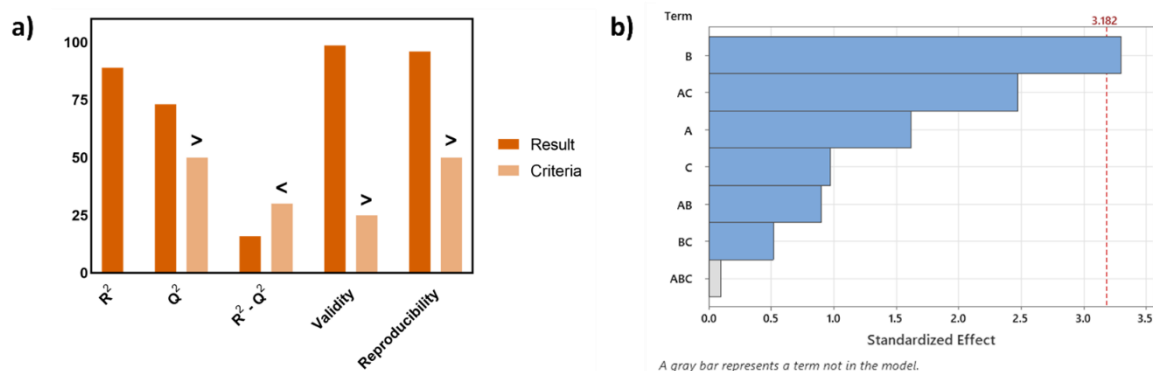 a)
100
75
50
25
0
>
<
>
>
Result
Criteria
R²
Q²
R² - Q²
Validity
Reproducibility
b)
Term
3.182
B
AC
A
C
AB
BC
ABC
0.0 0.5 1.0 1.5 2.0 2.5 3.0 3.5
Standardized Effect
A gray bar represents a term not in the model.